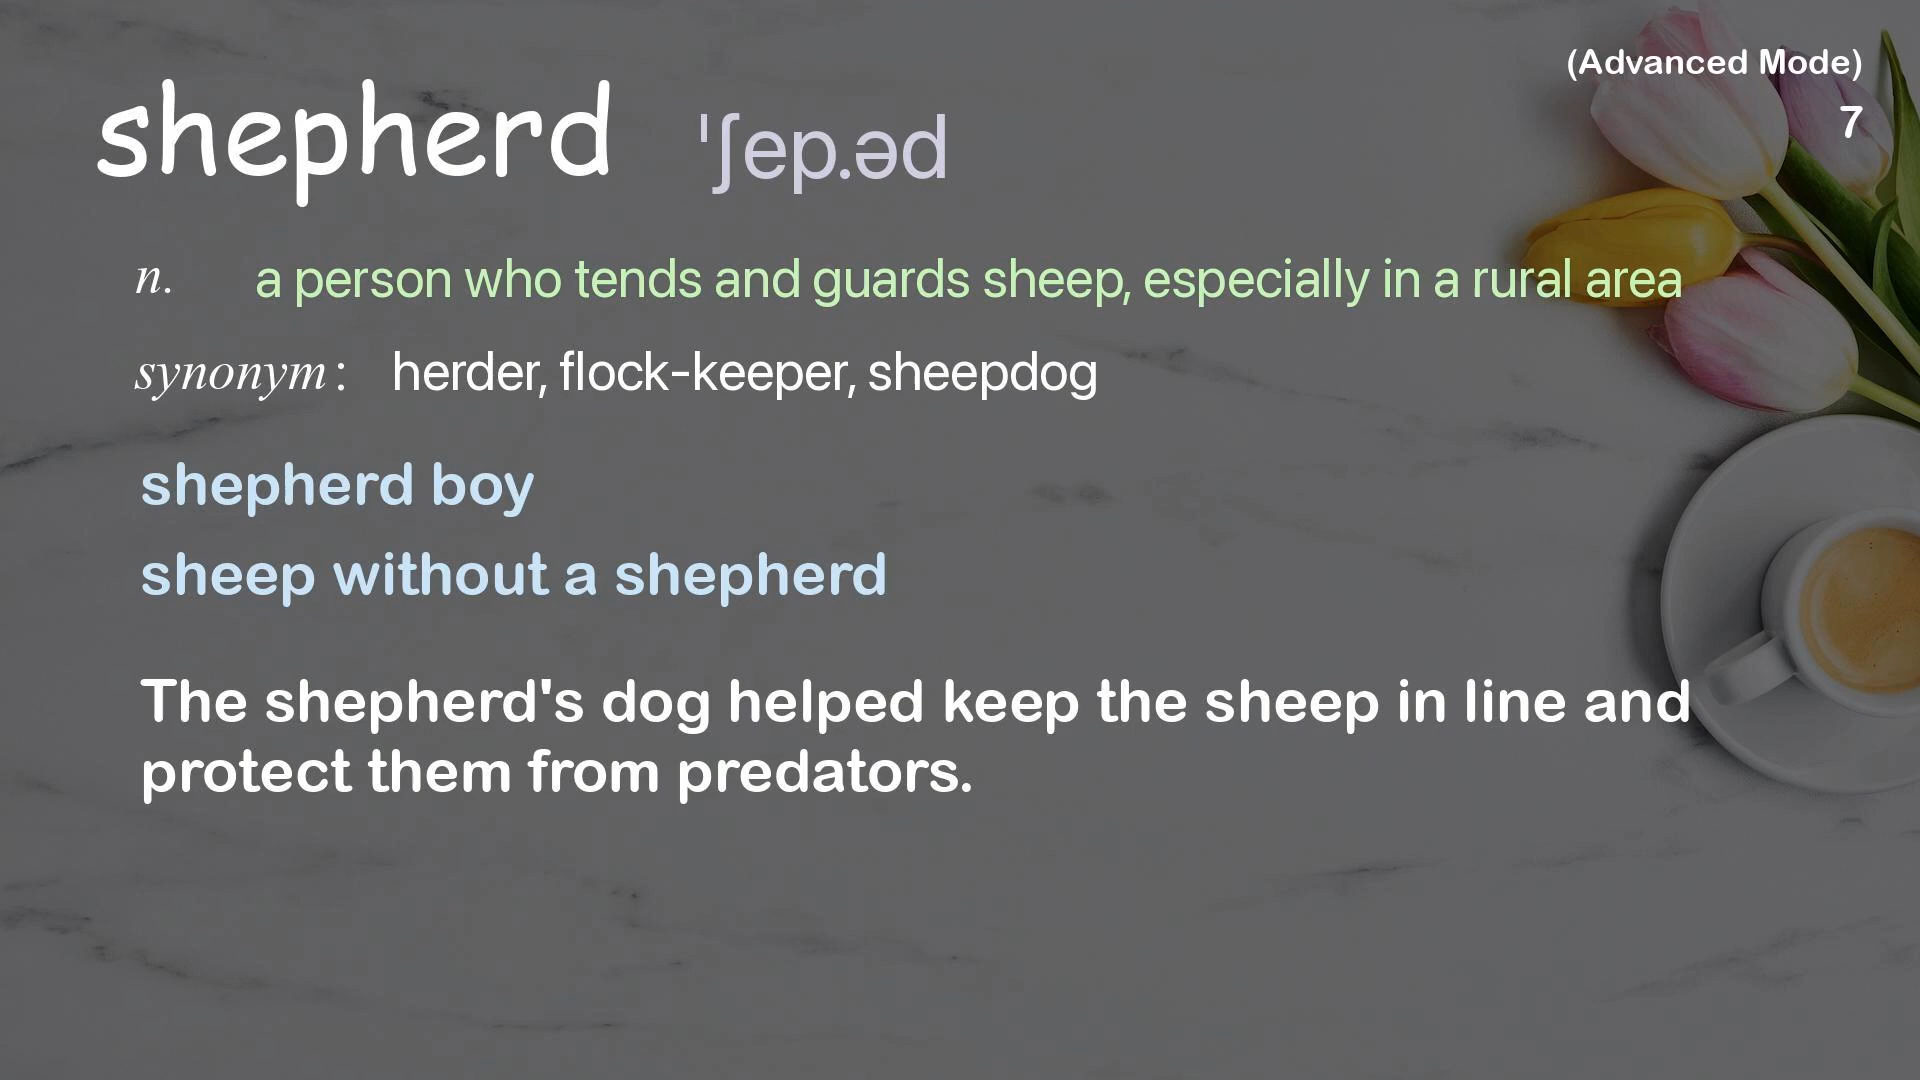 (Advanced Mode)
shepherd ˈʃep.əd
7
n. a person who tends and guards sheep, especially in a rural area
synonym: herder, flock-keeper, sheepdog
shepherd boy
sheep without a shepherd
The shepherd's dog helped keep the sheep in line and
protect them from predators.